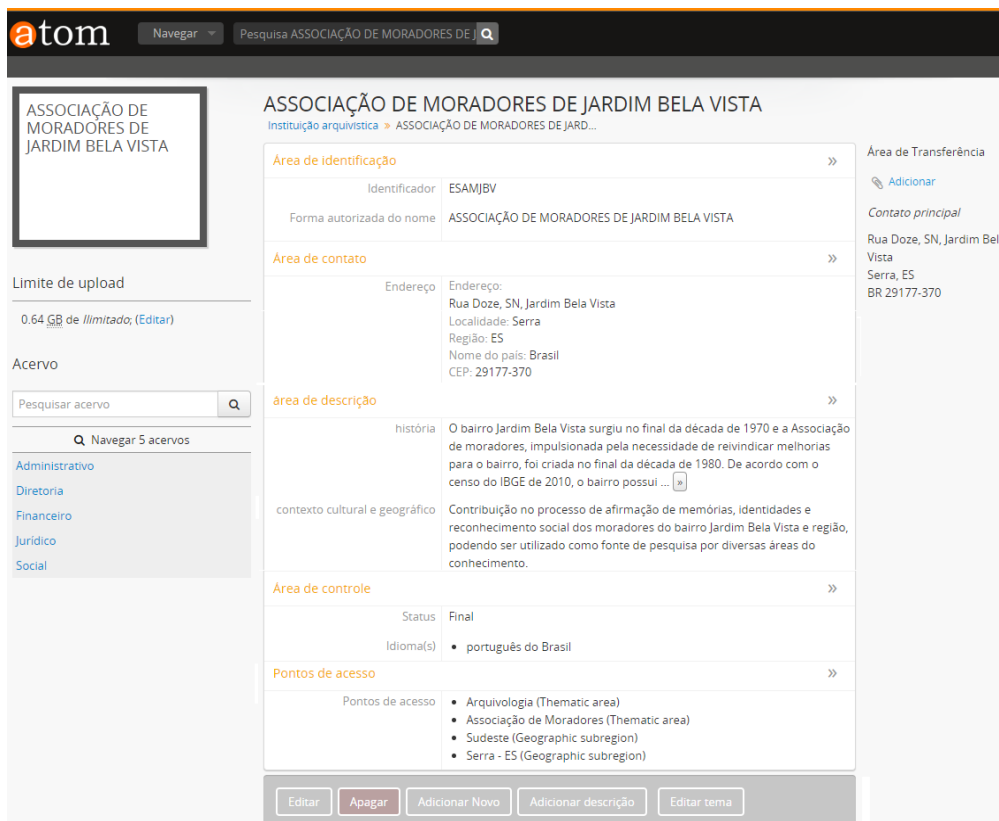 atom
Navegar
Pesquisa ASSOCIAÇÃO DE MORADORES DE J
ASSOCIAÇÃO DE
MORADORES DE
JARDIM BELA VISTA
Limite de upload
0.64 GB de Ilimitado; (Editar)
Acervo
Pesquisar acervo
Navegar 5 acervos
Administrativo
Diretoria
Financeiro
Jurídico
Social
ASSOCIAÇÃO DE MORADORES DE JARDIM BELA VISTA
Instituição arquivística » ASSOCIAÇÃO DE MORADORES DE JARD...
Área de identificação »
Identificador ESAMJBV
Forma autorizada do nome ASSOCIAÇÃO DE MORADORES DE JARDIM BELA VISTA
Área de contato »
Endereço Endereço:
Rua Doze, SN, Jardim Bela Vista
Localidade: Serra
Região: ES
Nome do país: Brasil
CEP: 29177-370
área de descrição »
história O bairro Jardim Bela Vista surgiu no final da década de 1970 e a Associação
de moradores, impulsionada pela necessidade de reivindicar melhorias
para o bairro, foi criada no final da década de 1980. De acordo com o
censo do IBGE de 2010, o bairro possui ... »
contexto cultural e geográfico Contribuição no processo de afirmação de memórias, identidades e
reconhecimento social dos moradores do bairro Jardim Bela Vista e região,
podendo ser utilizado como fonte de pesquisa por diversas áreas do
conhecimento.
Área de controle »
Status Final
Idioma(s) • português do Brasil
Pontos de acesso »
Pontos de acesso • Arquivologia (Thematic area)
• Associação de Moradores (Thematic area)
• Sudeste (Geographic subregion)
• Serra - ES (Geographic subregion)
Editar Apagar Adicionar Novo Adicionar descrição Editar tema
Área de Transferência
Adicionar
Contato principal
Rua Doze, SN, Jardim Bel
Vista
Serra, ES
BR 29177-370